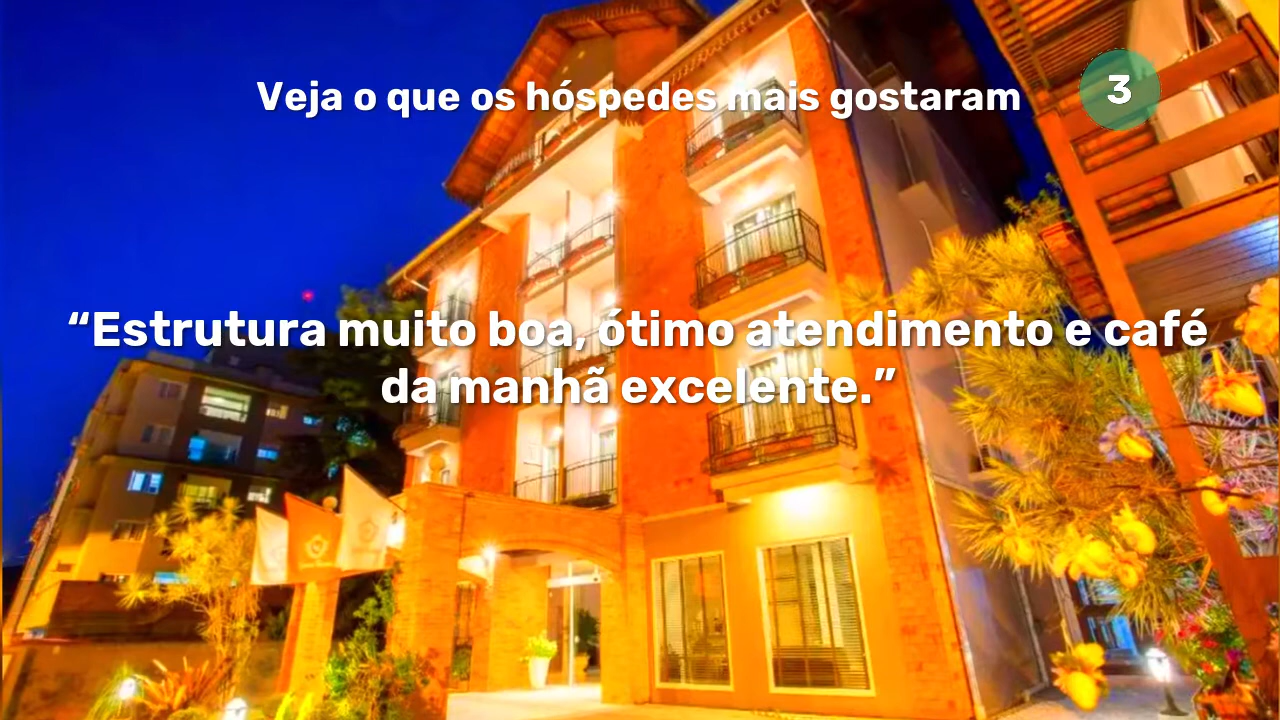 Veja o que os hóspedes mais gostaram
3
“Estrutura muito boa, ótimo atendimento e café
da manhã excelente.”